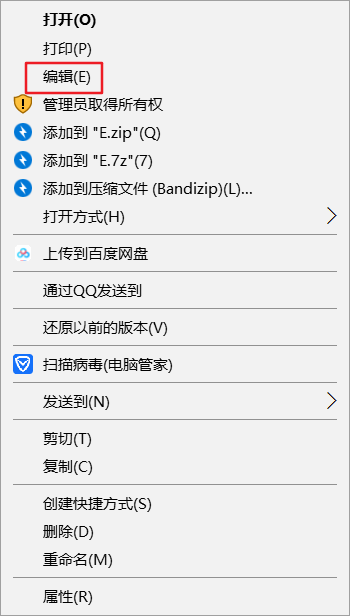 打开(O)
打印(P)
编辑(E)
管理员取得所有权
添加到 "E.zip"(Q)
添加到 "E.7z"(7)
添加到压缩文件 (Bandizip)(L)...
打开方式(H)
上传到百度网盘
通过QQ发送到
还原以前的版本(V)
扫描病毒(电脑管家)
发送到(N)
剪切(T)
复制(C)
创建快捷方式(S)
删除(D)
重命名(M)
属性(R)